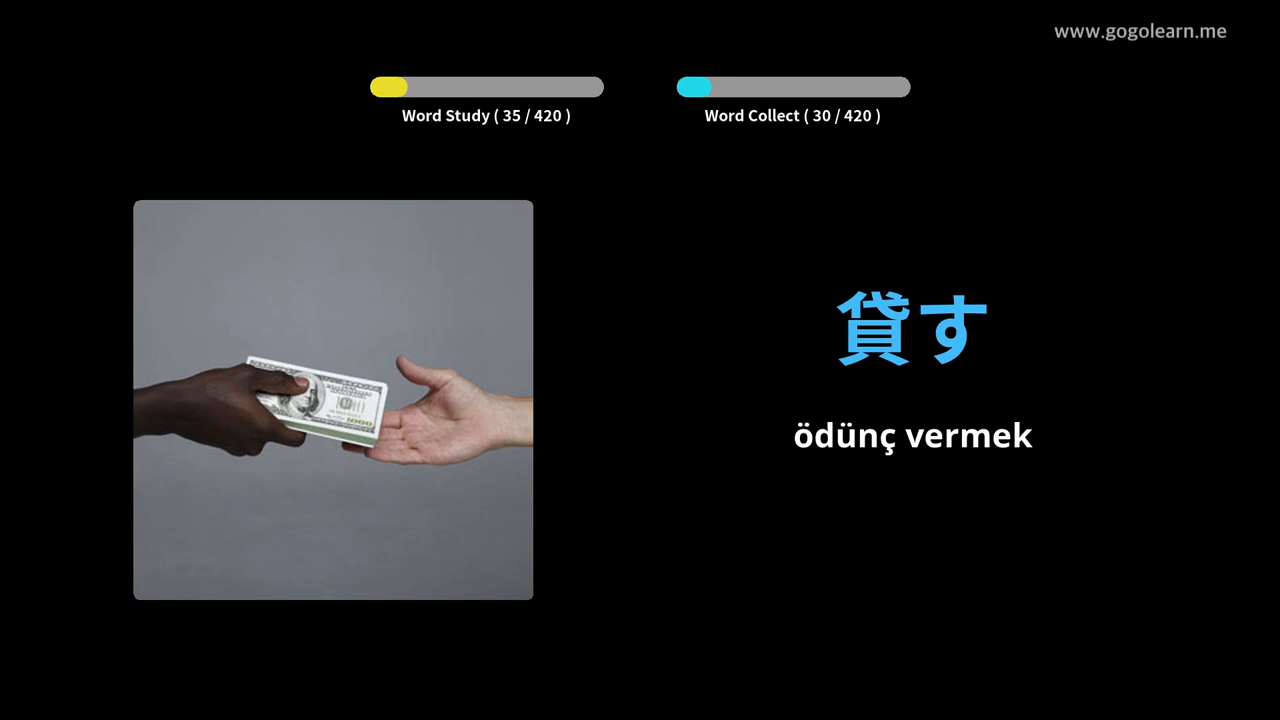 www.gogolearn.me
Word Study ( 35 / 420 )
Word Collect ( 30 / 420 )
貸す
ödünç vermek